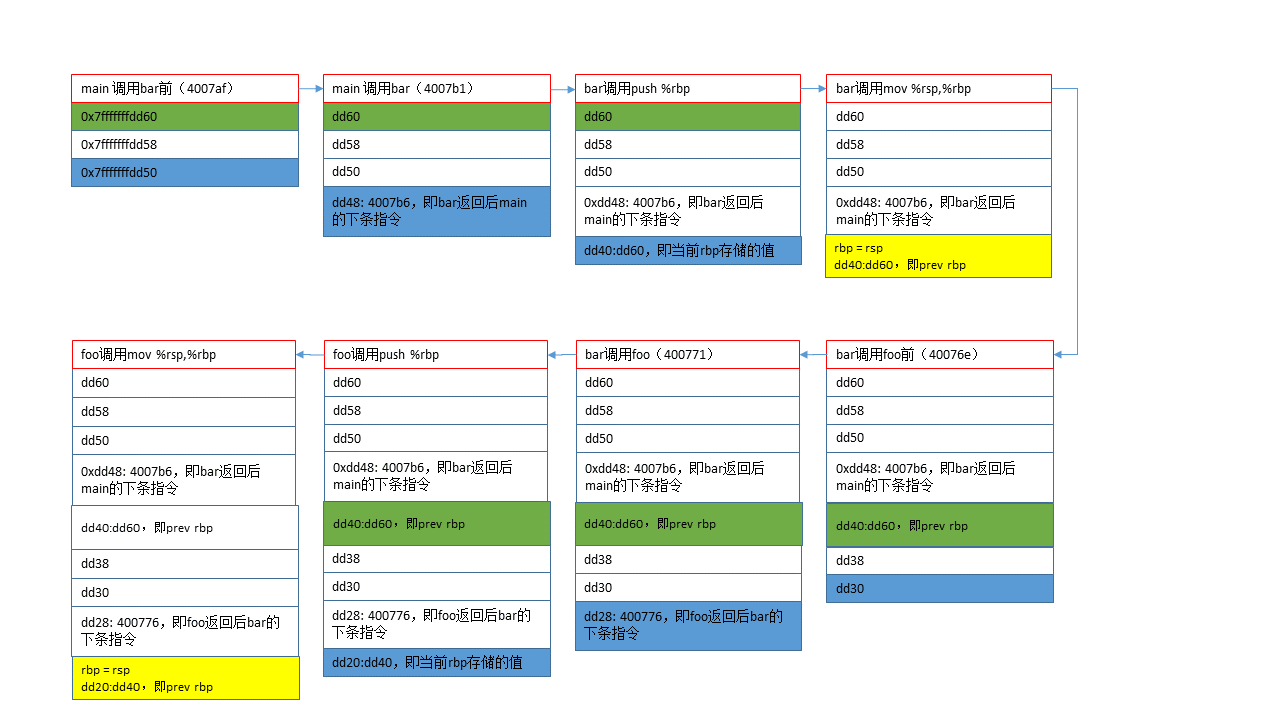 main 调用bar前（4007af）
0x7fffffffdd60
0x7fffffffdd58
0x7fffffffdd50
main 调用bar（4007b1）
dd60
dd58
dd50
dd48: 4007b6，即bar返回后main
的下条指令
bar调用push %rbp
dd60
dd58
dd50
0xdd48: 4007b6，即bar返回后
main的下条指令
dd40:dd60，即当前rbp存储的值
bar调用mov %rsp,%rbp
dd60
dd58
dd50
0xdd48: 4007b6，即bar返回后
main的下条指令
rbp = rsp
dd40:dd60，即prev rbp
bar调用foo前（40076e）
dd60
dd58
dd50
0xdd48: 4007b6，即bar返回后
main的下条指令
dd40:dd60，即prev rbp
dd38
dd30
bar调用foo（400771）
dd60
dd58
dd50
0xdd48: 4007b6，即bar返回后
main的下条指令
dd40:dd60，即prev rbp
dd38
dd30
dd28: 400776，即foo返回后bar的
下条指令
foo调用push %rbp
dd60
dd58
dd50
0xdd48: 4007b6，即bar返回后
main的下条指令
dd40:dd60，即prev rbp
dd38
dd30
dd28: 400776，即foo返回后bar的
下条指令
dd20:dd40，即当前rbp存储的值
foo调用mov %rsp,%rbp
dd60
dd58
dd50
0xdd48: 4007b6，即bar返回后
main的下条指令
dd40:dd60，即prev rbp
dd38
dd30
dd28: 400776，即foo返回后bar的
下条指令
rbp = rsp
dd20:dd40，即prev rbp